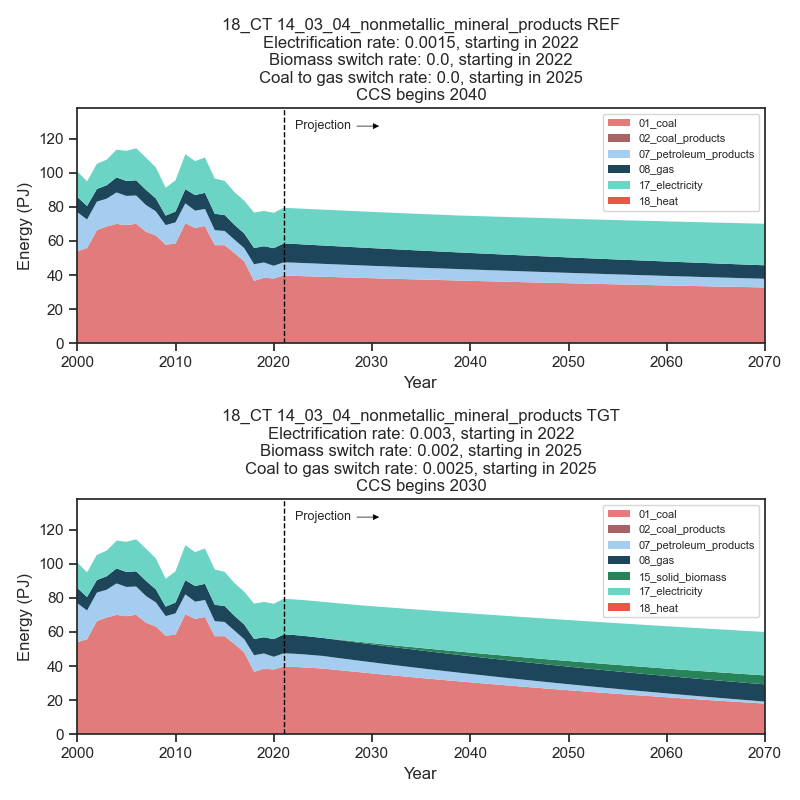 18_CT 14_03_04_nonmetallic_mineral_products REF
Electrification rate: 0.0015, starting in 2022
Biomass switch rate: 0.0, starting in 2022
Coal to gas switch rate: 0.0, starting in 2025
CCS begins 2040
Projection
01_coal
02_coal_products
07_petroleum_products
08_gas
17_electricity
18_heat
Energy (PJ)
120
100
80
60
40
20
0
2000 2010 2020 2030 2040 2050 2060 2070
Year
18_CT 14_03_04_nonmetallic_mineral_products TGT
Electrification rate: 0.003, starting in 2022
Biomass switch rate: 0.002, starting in 2025
Coal to gas switch rate: 0.0025, starting in 2025
CCS begins 2030
Projection
01_coal
02_coal_products
07_petroleum_products
08_gas
15_solid_biomass
17_electricity
18_heat
Energy (PJ)
120
100
80
60
40
20
0
2000 2010 2020 2030 2040 2050 2060 2070
Year